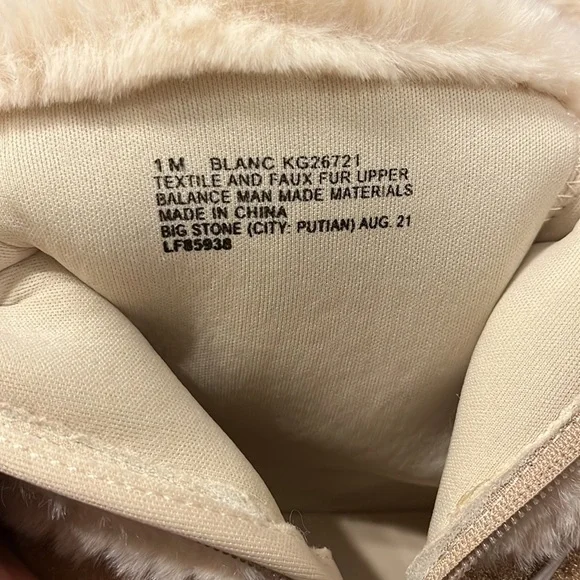 1 M BLANC KG26721
TEXTILE AND FAUX FUR UPPER
BALANCE MAN MADE MATERIALS
MADE IN CHINA
BIG STONE (CITY: PUTIAN) AUG. 21
LF85938